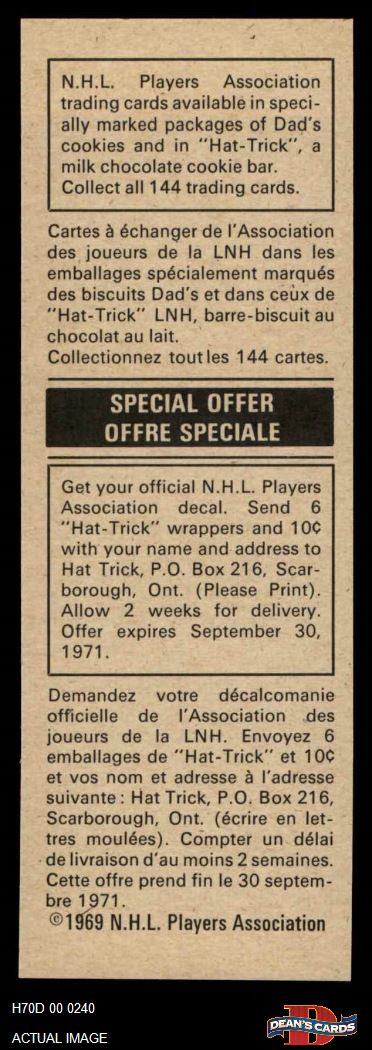 N.H.L. Players Association
trading cards available in speci-
ally marked packages of Dad's
cookies and in "Hat-Trick", a
milk chocolate cookie bar.
Collect all 144 trading cards.
Cartes à échanger de l'Association
des joueurs de la LNH dans les
emballages spécialement marqués
des biscuits Dad's et dans ceux de
"Hat-Trick" LNH, barre-biscuit au
chocolat au lait.
Collectionnez toutles 144 cartes.
SPECIAL OFFER
OFFRE SPECIALE
Get your official N.H.L. Players
Association decal. Send 6
"Hat-Trick" wrappers and 10¢
with your name and address to
Hat Trick, P.O. Box 216, Scar-
borough, Ont. (Please Print).
Allow 2 weeks for delivery.
Offer expires September 30,
1971.
Demandez votre décalcomanie
officielle de l'Association des
joueurs de la LNH. Envoyez 6
emballages de "Hat-Trick" et 10¢
et vos nom et adresse à l'adresse
suivante : Hat Trick, P.O. Box 216,
Scarborough, Ont. (écrire en let-
tres moulées). Compter un délai
de livraison d'au moins 2 semaines.
Cette offre prend fin le 30 septem-
bre 1971.
©1969 N.H.L. Players Association
H70D 00 0240
ACTUAL IMAGE
D
DEAN'S CARDS